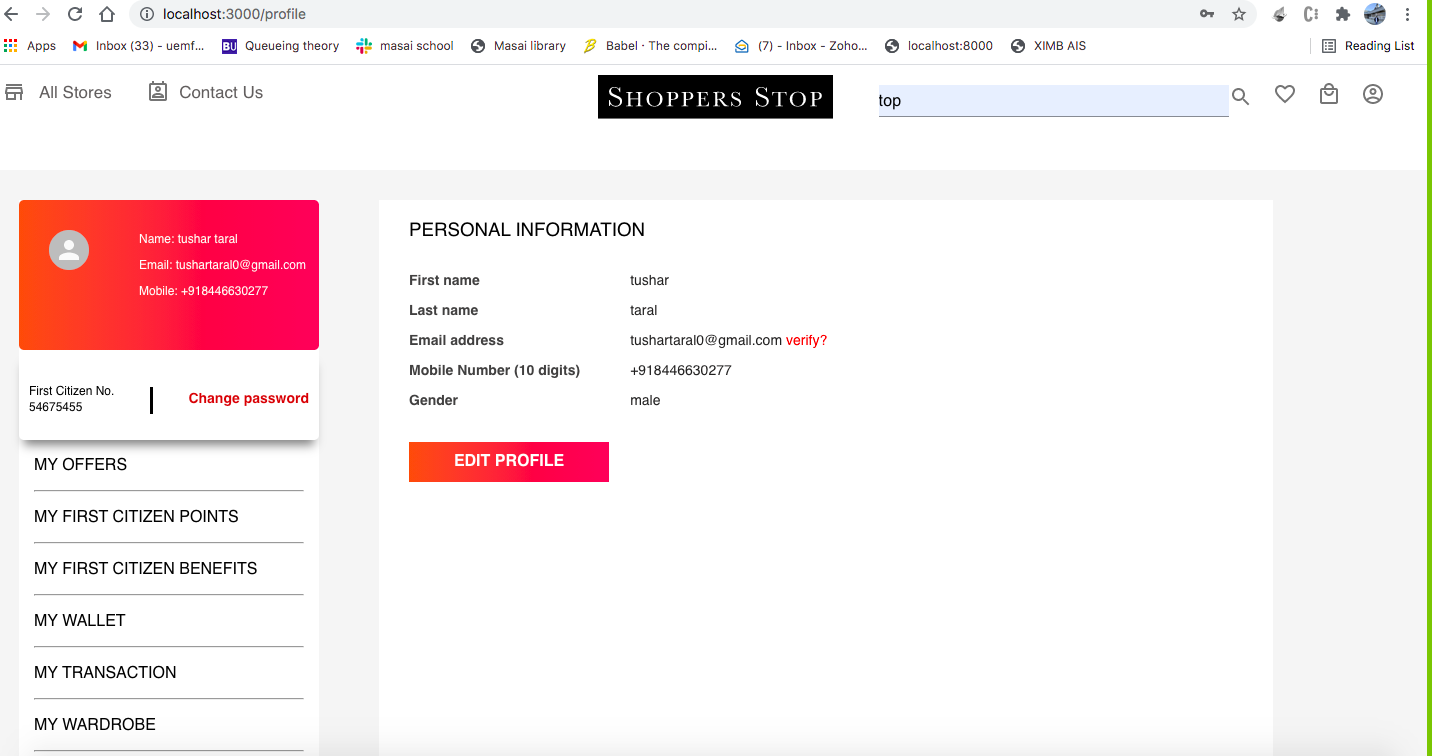 localhost:3000/profile
Apps Inbox (33) - uemf... BU Queueing theory masai school Masai library Babel · The compi... (7) - Inbox - Zoho... localhost:8000 XIMB AIS Reading List
All Stores Contact Us SHOPPERS STOP top
Name: tushar taral
Email: tushartaral0@gmail.com
Mobile: +918446630277
First Citizen No.
54675455
Change password
MY OFFERS
MY FIRST CITIZEN POINTS
MY FIRST CITIZEN BENEFITS
MY WALLET
MY TRANSACTION
MY WARDROBE
PERSONAL INFORMATION
First name tushar
Last name taral
Email address tushartaral0@gmail.com verify?
Mobile Number (10 digits) +918446630277
Gender male
EDIT PROFILE